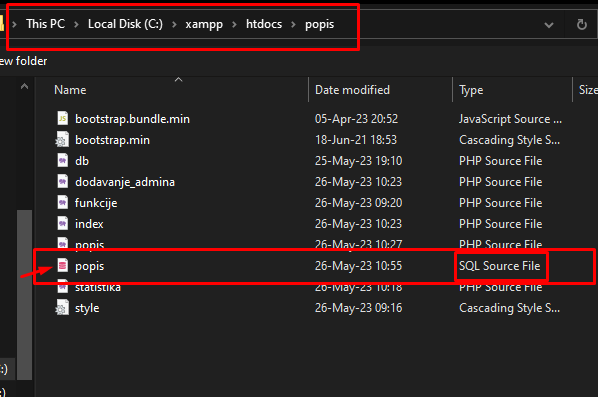 This PC > Local Disk (C:) > xampp > htdocs > popis
ew folder
Name Date modified Type Size
bootstrap.bundle.min 05-Apr-23 20:52 JavaScript Source ...
bootstrap.min 18-Jun-21 18:53 Cascading Style S...
db 25-May-23 19:10 PHP Source File
dodavanje_admina 26-May-23 10:23 PHP Source File
funkcije 26-May-23 09:20 PHP Source File
index 26-May-23 10:23 PHP Source File
popis 26-May-23 10:27 PHP Source File
popis 26-May-23 10:55 SQL Source File
statistika 26-May-23 10:18 PHP Source File
style 26-May-23 09:16 Cascading Style S...
:)
:)